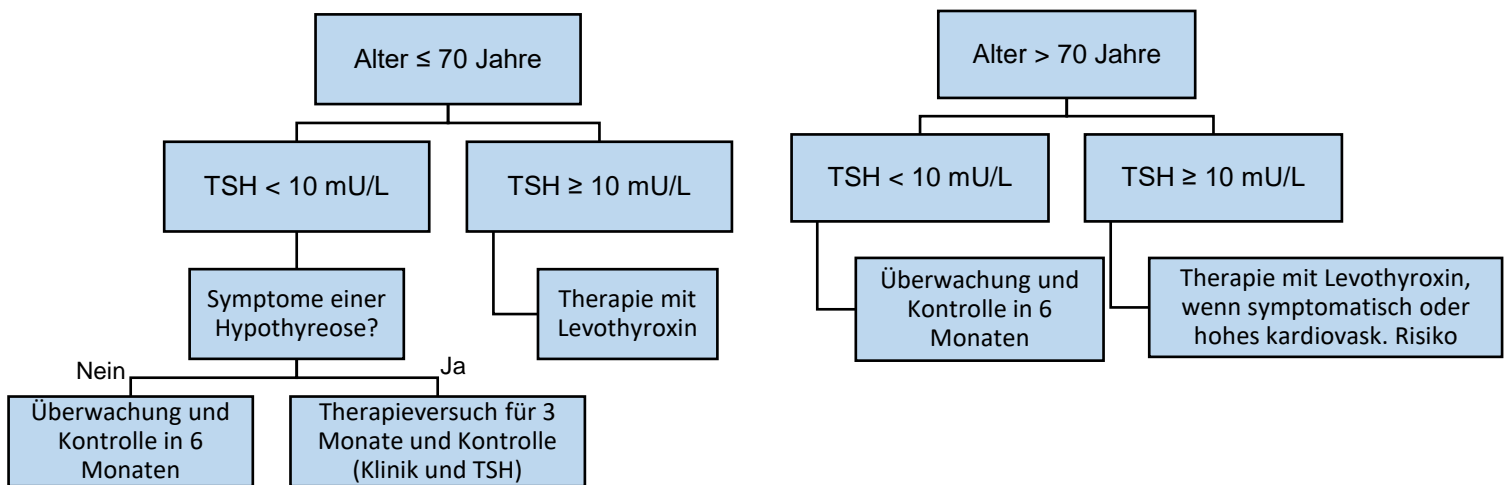 Alter ≤ 70 Jahre
TSH < 10 mU/L
TSH ≥ 10 mU/L
Symptome einer
Hypothyreose?
Therapie mit
Levothyroxin
Nein
Ja
Überwachung und
Kontrolle in 6
Monaten
Therapieversuch für 3
Monate und Kontrolle
(Klinik und TSH)
Alter > 70 Jahre
TSH < 10 mU/L
TSH ≥ 10 mU/L
Überwachung und
Kontrolle in 6
Monaten
Therapie mit Levothyroxin,
wenn symptomatisch oder
hohes kardiovask. Risiko